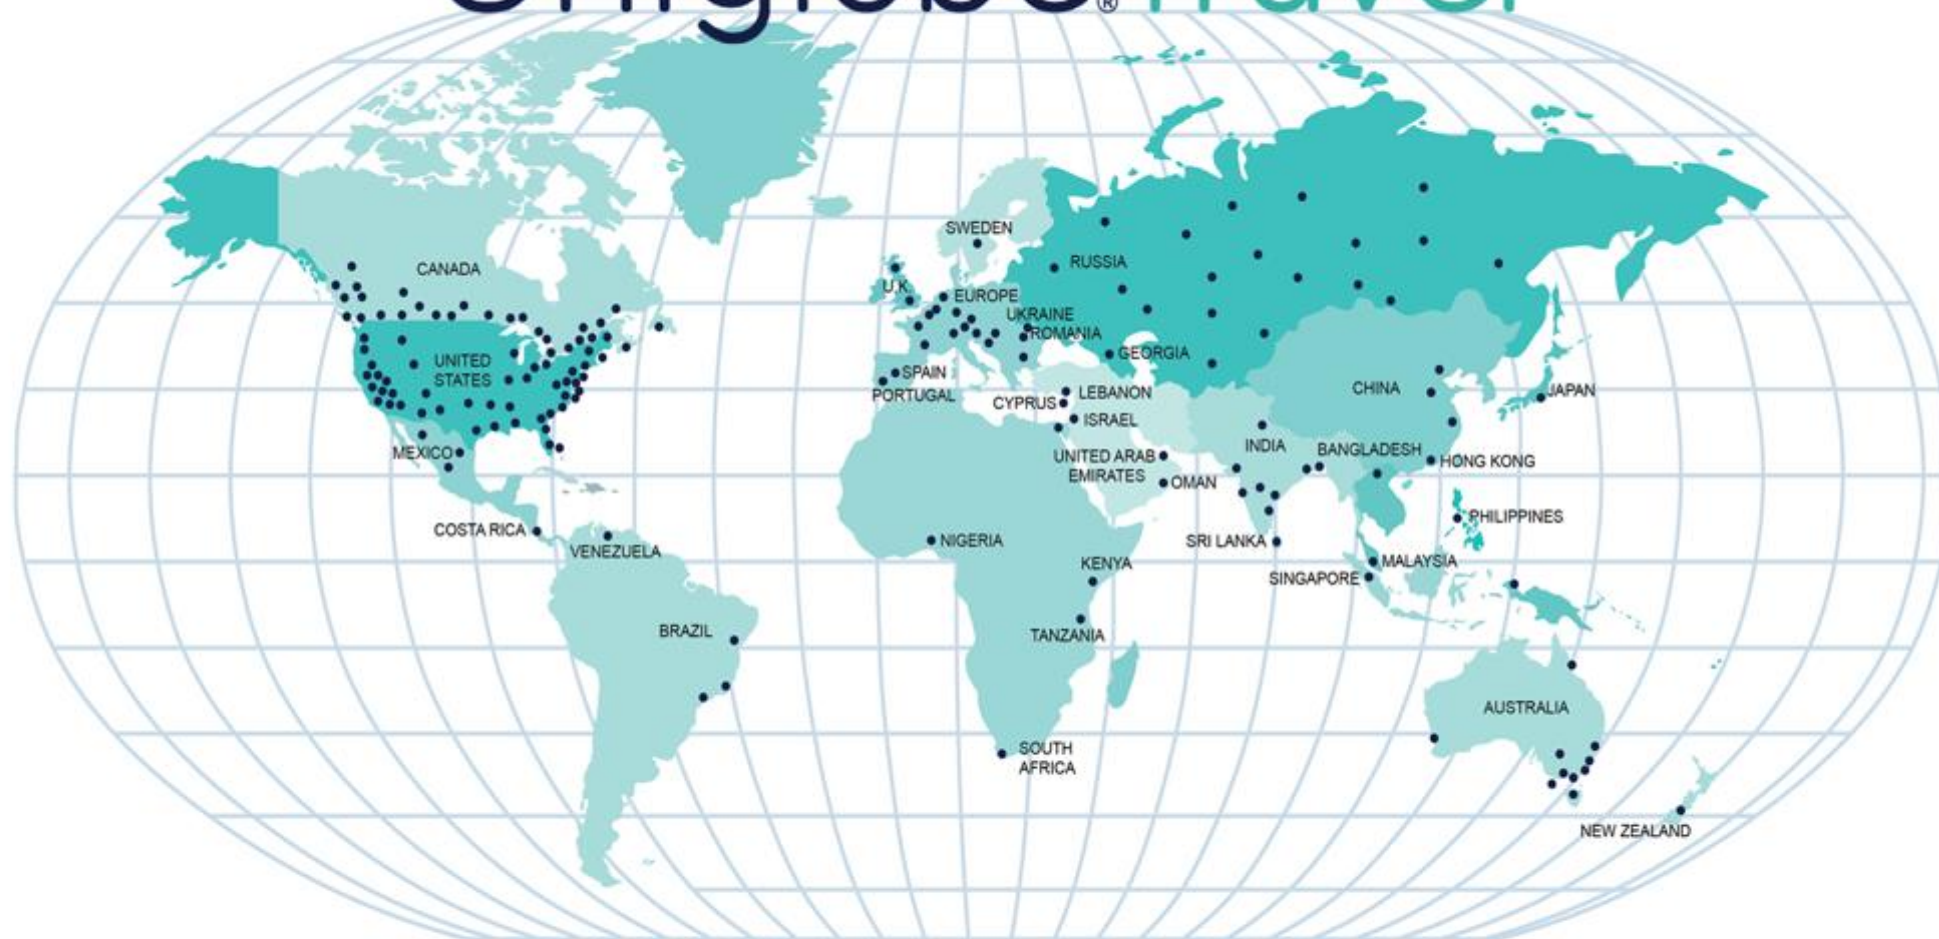 uniglobe® Travel
SWEDEN
CANADA
RUSSIA
U.K.
EUROPE
UKRAINE
ROMANIA
GEORGIA
UNITED
STATES
SPAIN
PORTUGAL
CYPRUS
LEBANON
ISRAEL
CHINA
JAPAN
MEXICO
INDIA
BANGLADESH
HONG KONG
UNITED ARAB
EMIRATES
OMAN
COSTA RICA
VENEZUELA
NIGERIA
KENYA
SRI LANKA
PHILIPPINES
MALAYSIA
SINGAPORE
BRAZIL
TANZANIA
AUSTRALIA
SOUTH
AFRICA
NEW ZEALAND